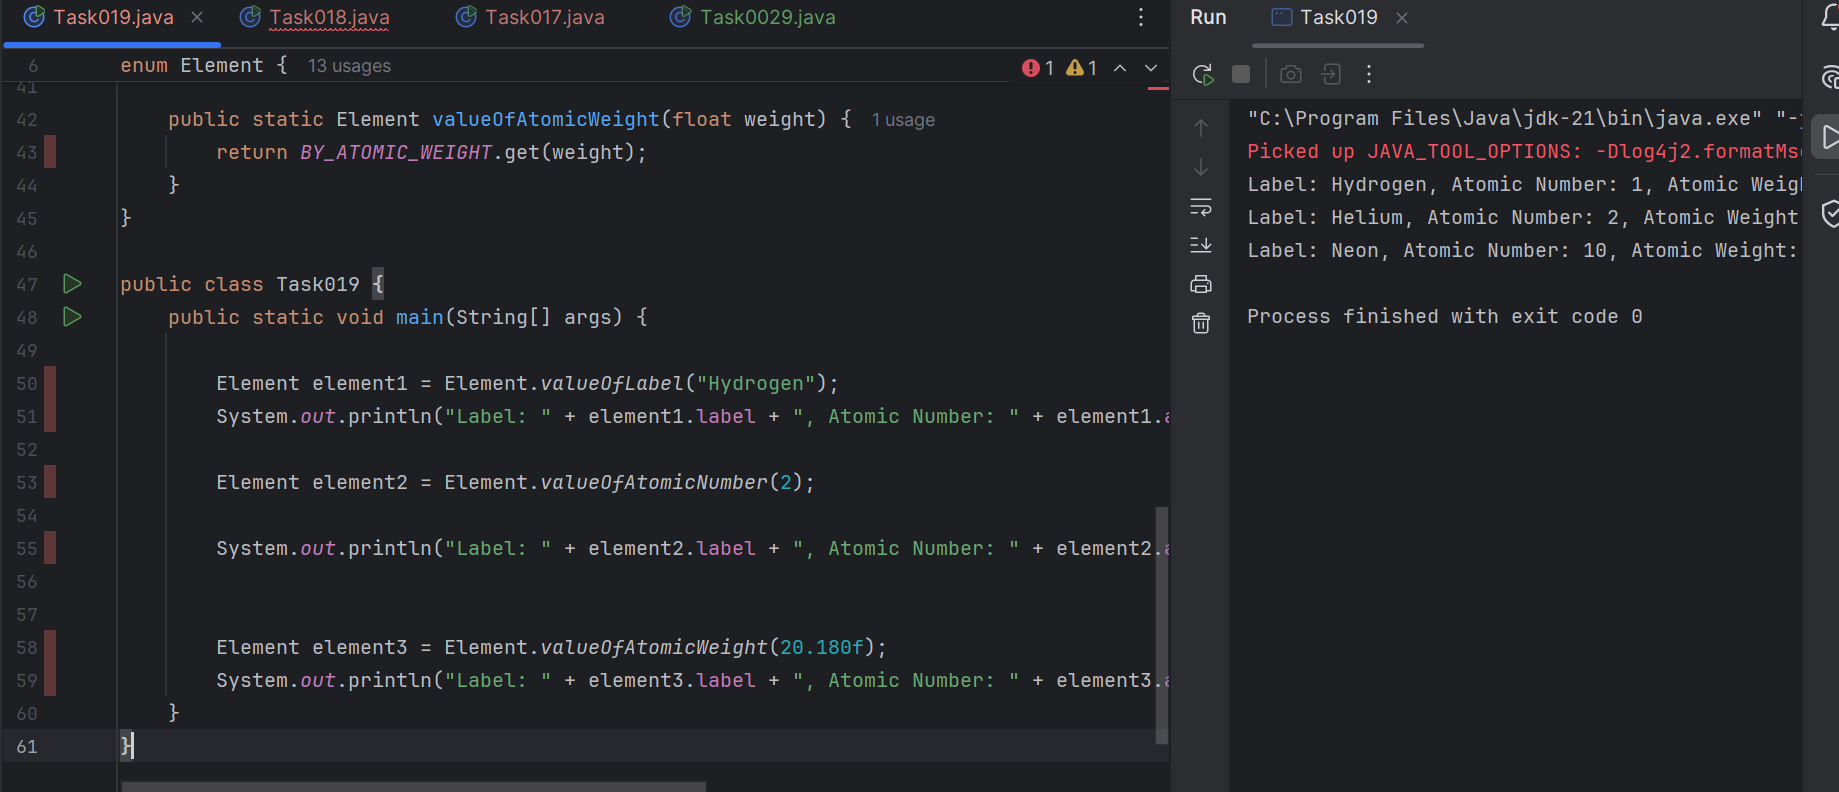 Task019.java
Task018.java
Task017.java
Task0029.java
6 enum Element { 13 usages
1 1
41
42 public static Element valueOfAtomicWeight(float weight) { 1 usage
43 return BY_ATOMIC_WEIGHT.get(weight);
44 }
45 }
46
47 public class Task019 {
48 public static void main(String[] args) {
49
50 Element element1 = Element.valueOfLabel("Hydrogen");
51 System.out.println("Label: " + element1.label + ", Atomic Number: " + element1.a
52
53 Element element2 = Element.valueOfAtomicNumber(2);
54
55 System.out.println("Label: " + element2.label + ", Atomic Number: " + element2.a
56
57
58 Element element3 = Element.valueOfAtomicWeight(20.180f);
59 System.out.println("Label: " + element3.label + ", Atomic Number: " + element3.a
60 }
61 }
Run Task019
"C:\Program Files\Java\jdk-21\bin\java.exe" "-
Picked up JAVA_TOOL_OPTIONS: -Dlog4j2.formatMs
Label: Hydrogen, Atomic Number: 1, Atomic Weig
Label: Helium, Atomic Number: 2, Atomic Weight
Label: Neon, Atomic Number: 10, Atomic Weight:
Process finished with exit code 0